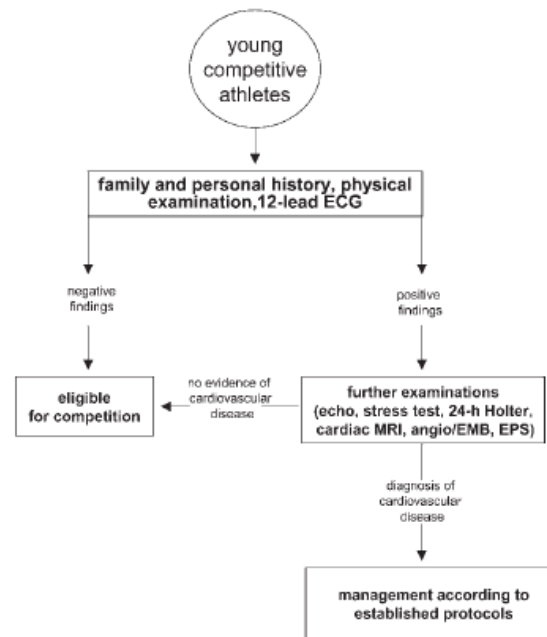 young
competitive
athletes
family and personal history, physical
examination,12-lead ECG
negative
findings
positive
findings
eligible
for competition
no evidence of
cardiovascular
disease
further examinations
(echo, stress test, 24-h Holter,
cardiac MRI, angio/EMB, EPS)
diagnosis of
cardiovascular
disease
management according to
established protocols